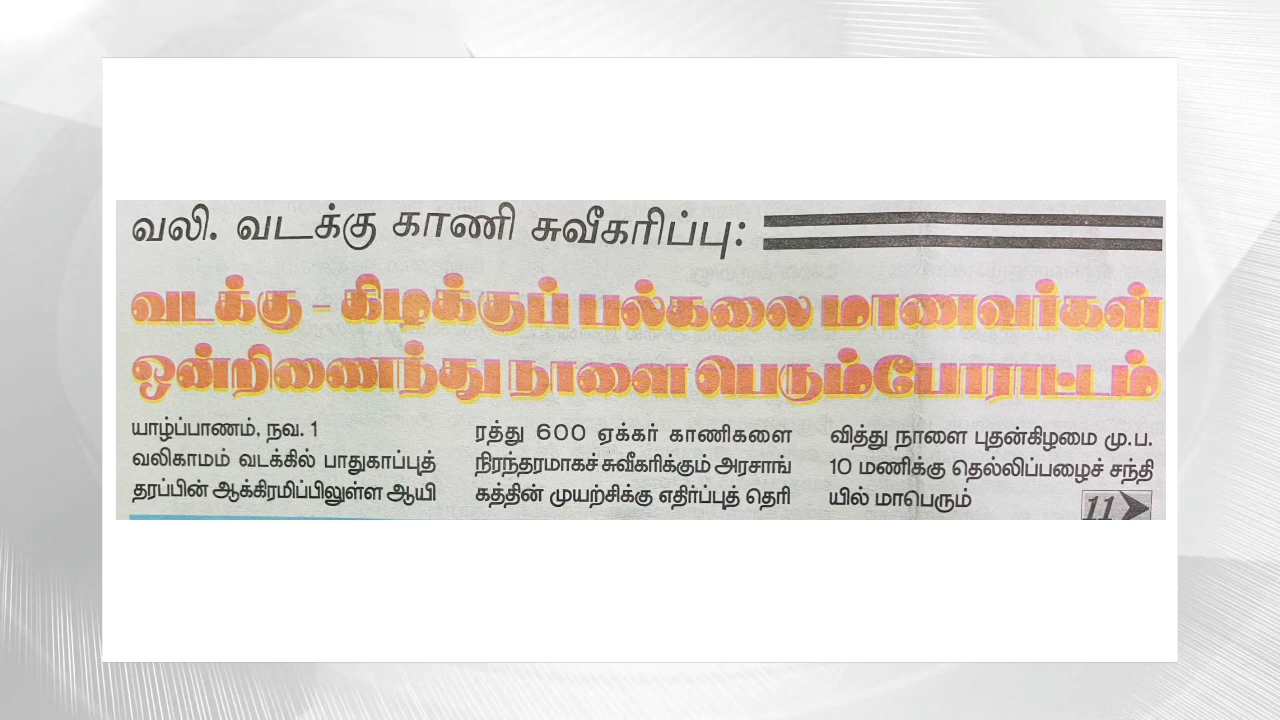 வலி. வடக்கு காணி சுவீகரிப்பு:
வடக்கு - கிழக்குப் பல்கலை மாணவர்கள்
ஒன்றிணைந்து நாளை பெரும்போராட்டம்
யாழ்ப்பாணம், நவ. 1
வலிகாமம் வடக்கில் பாதுகாப்புத்
தரப்பின் ஆக்கிரமிப்பிலுள்ள ஆயி
ரத்து 600 ஏக்கர் காணிகளை
நிரந்தரமாகச் சுவீகரிக்கும் அரசாங்
கத்தின் முயற்சிக்கு எதிர்ப்புத் தெரி
வித்து நாளை புதன்கிழமை மு.ப.
10 மணிக்கு தெல்லிப்பழைச் சந்தி
யில் மாபெரும்
11